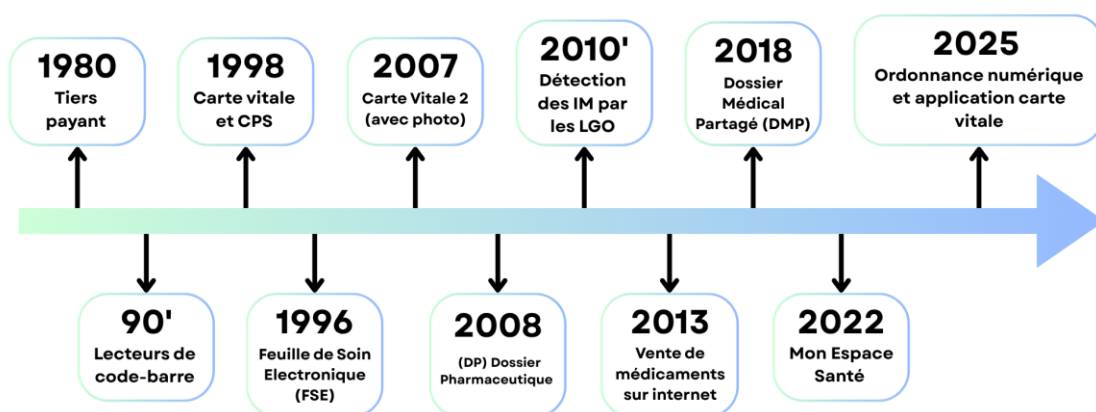 1980
Tiers
payant
1998
Carte vitale
et CPS
2007
Carte Vitale 2
(avec photo)
2010'
Détection
des IM par
les LGO
2018
Dossier
Médical
Partagé (DMP)
2025
Ordonnance numérique
et application carte
vitale
90'
Lecteurs de
code-barre
1996
Feuille de Soin
Electronique
(FSE)
2008
(DP) Dossier
Pharmaceutique
2013
Vente de
médicaments
sur internet
2022
Mon Espace
Santé